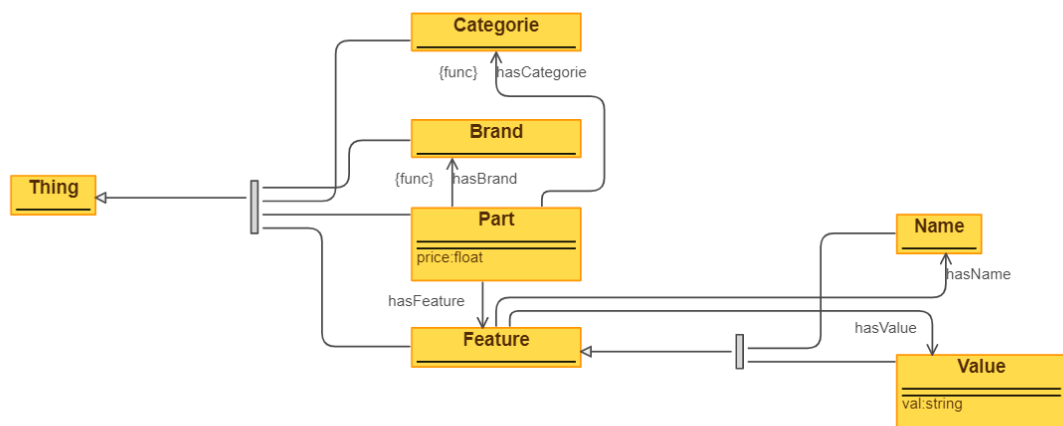 Categorie
{func} hasCategorie
Brand
{func} hasBrand
Thing
Part
price:float
Name
hasName
hasFeature
hasValue
Feature
Value
val:string